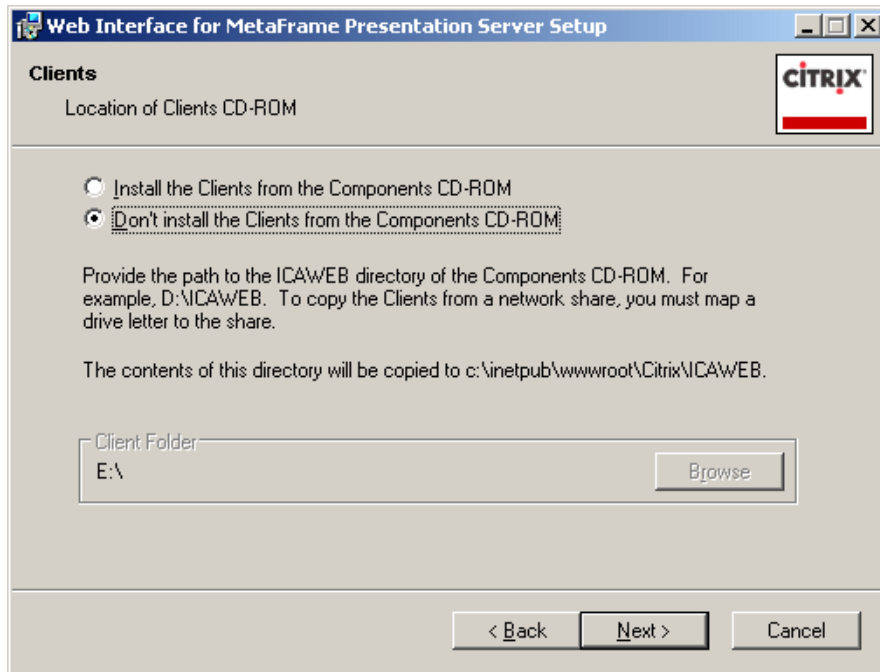 Web Interface for MetaFrame Presentation Server Setup
Clients
Location of Clients CD-ROM
CITRIX
Install the Clients from the Components CD-ROM
Don't install the Clients from the Components CD-ROM
Provide the path to the ICAWEB directory of the Components CD-ROM. For
example, D:\ICAWEB. To copy the Clients from a network share, you must map a
drive letter to the share.
The contents of this directory will be copied to c:\inetpub\wwwroot\Citrix\ICAWEB.
Client Folder
E:\
Browse
< Back
Next >
Cancel